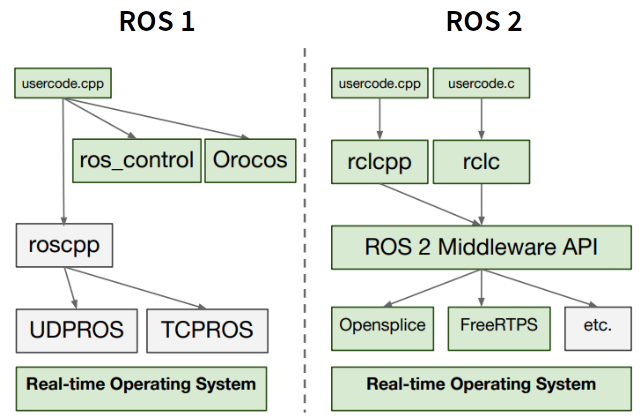 ROS 1
usercode.cpp
ros_control
Orocos
roscpp
UDPROS
TCPROS
Real-time Operating System
ROS 2
usercode.cpp
usercode.c
rclcpp
rclc
ROS 2 Middleware API
Opensplice
FreeRTPS
etc.
Real-time Operating System